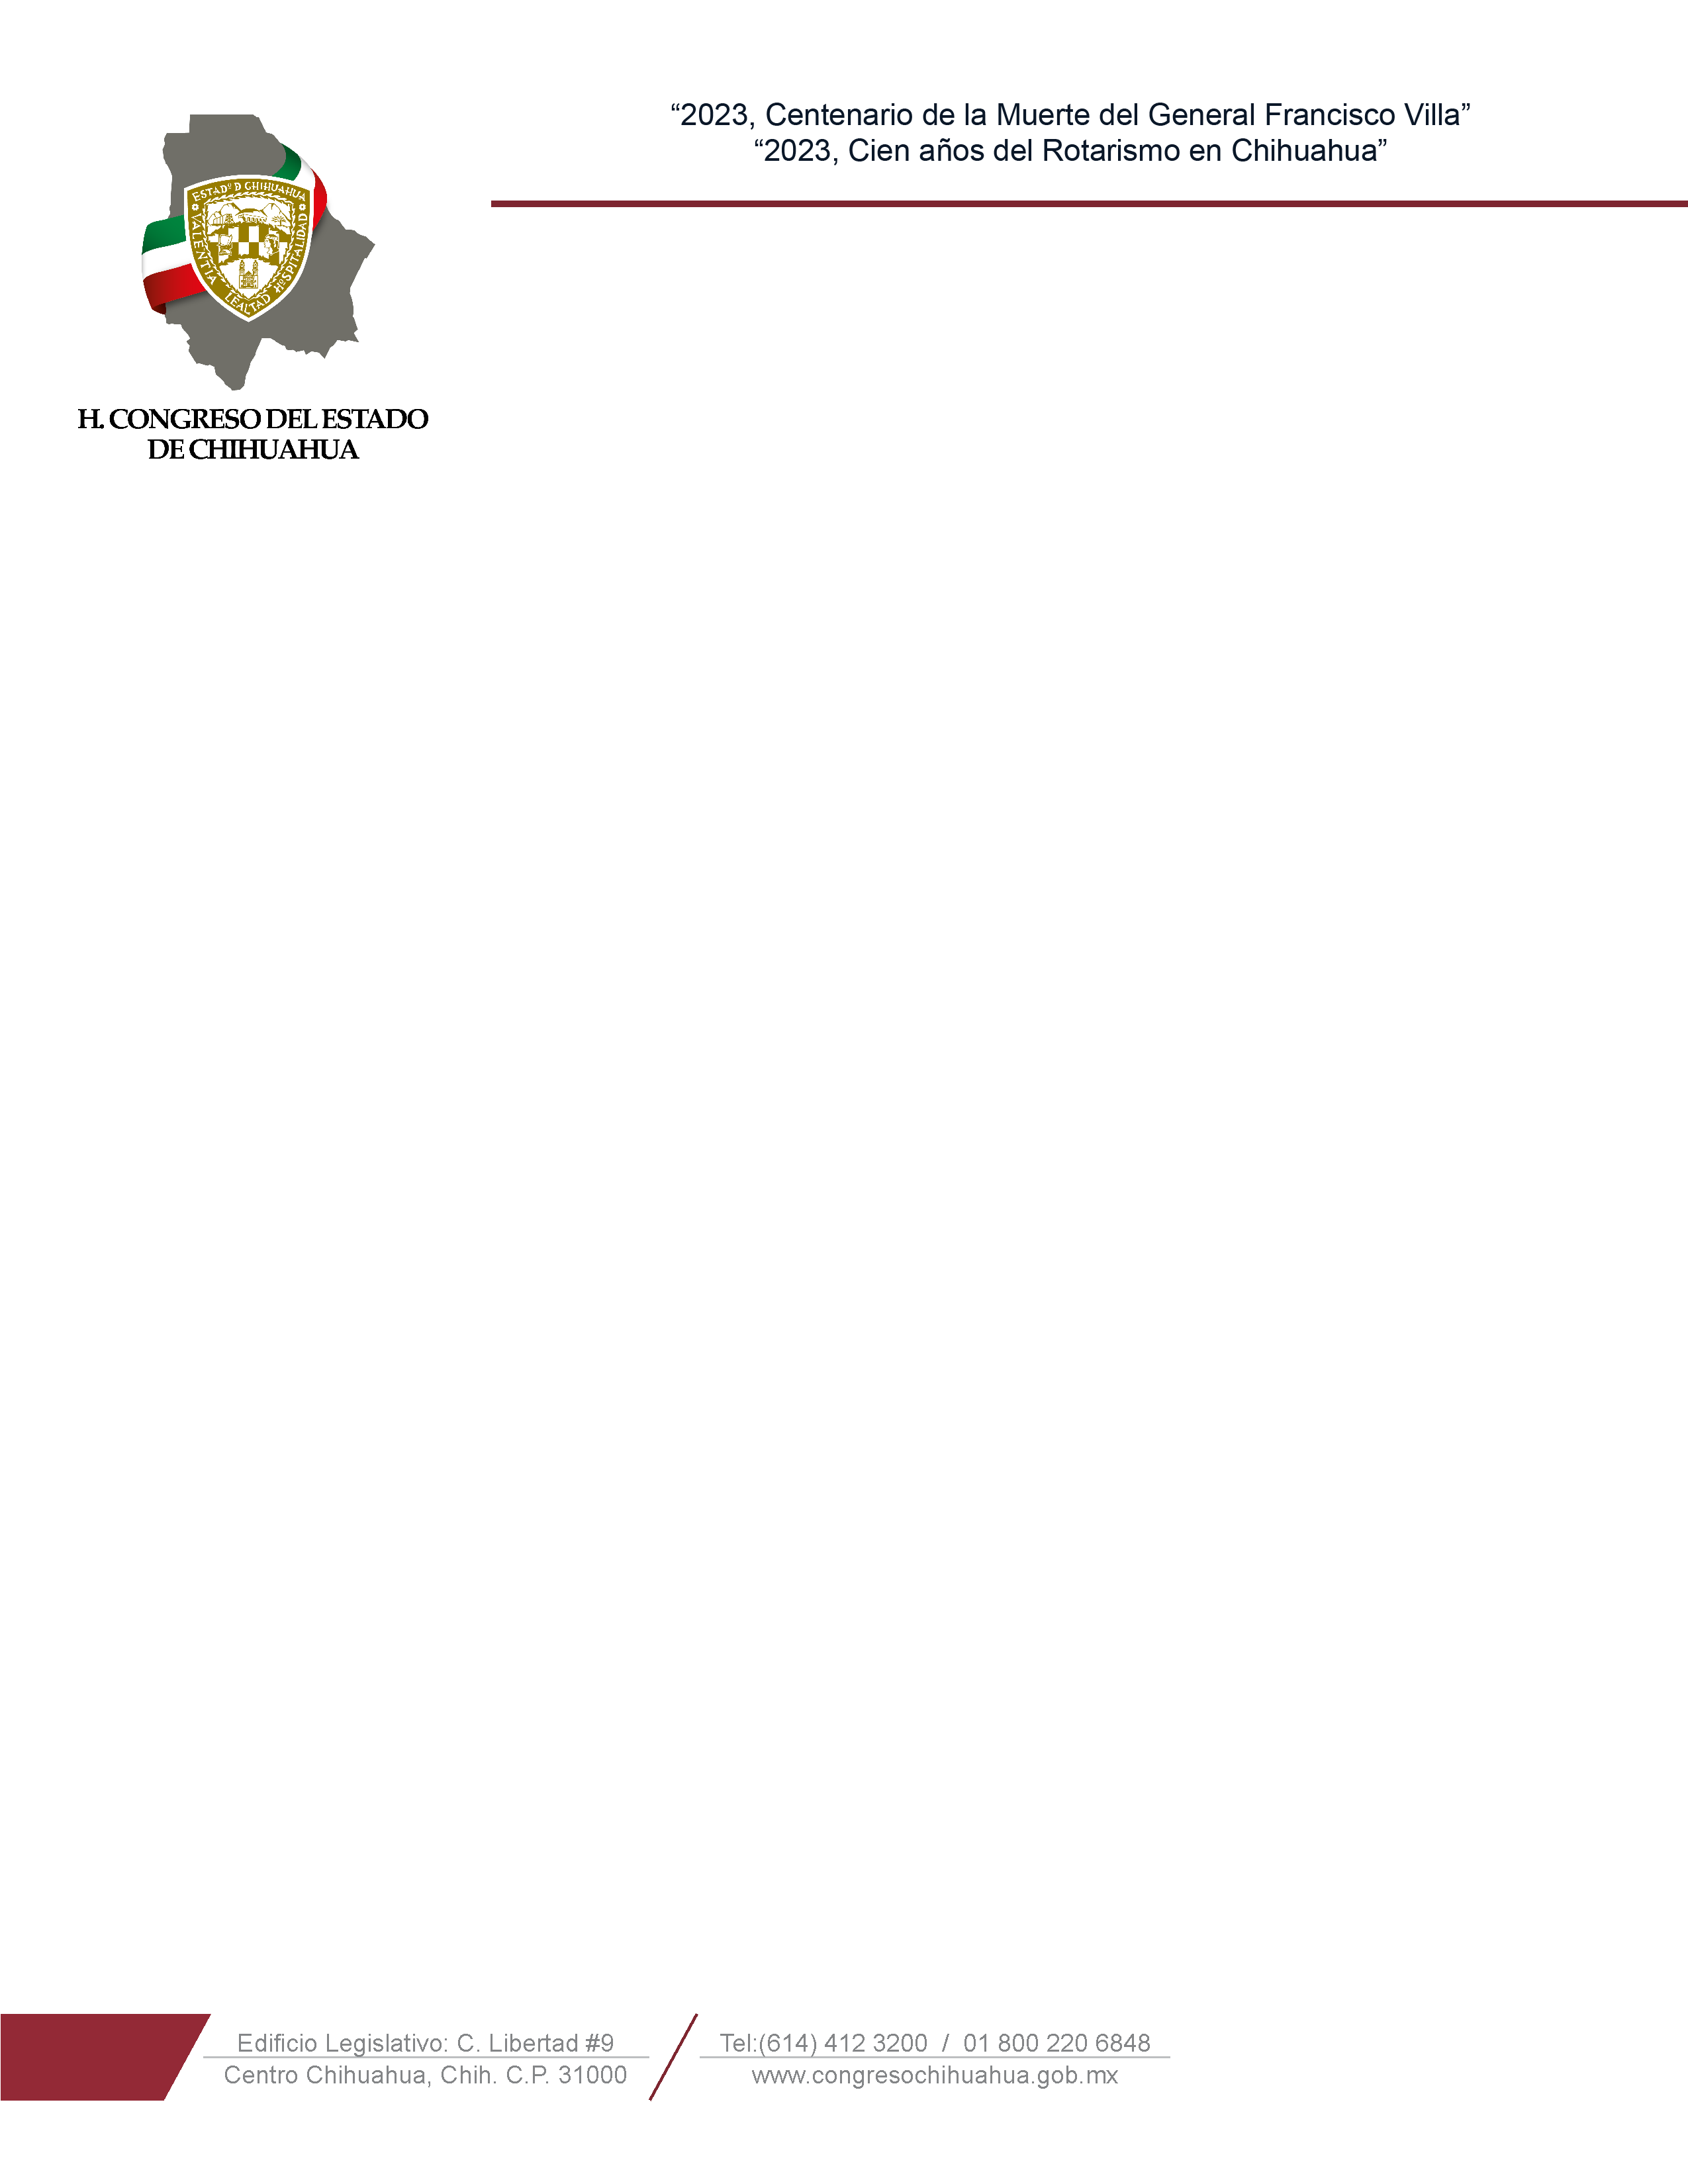 “2023, Centenario de la Muerte del General Francisco Villa”
“2023, Cien años del Rotarismo en Chihuahua”
ESTADº D CHIHUAHUA
VALENTIA
LEALTAD
HºSPITALIDAD
H. CONGRESO DEL ESTADO
DE CHIHUAHUA
Edificio Legislativo: C. Libertad #9
Centro Chihuahua, Chih. C.P. 31000
Tel:(614) 412 3200 / 01 800 220 6848
www.congresochihuahua.gob.mx